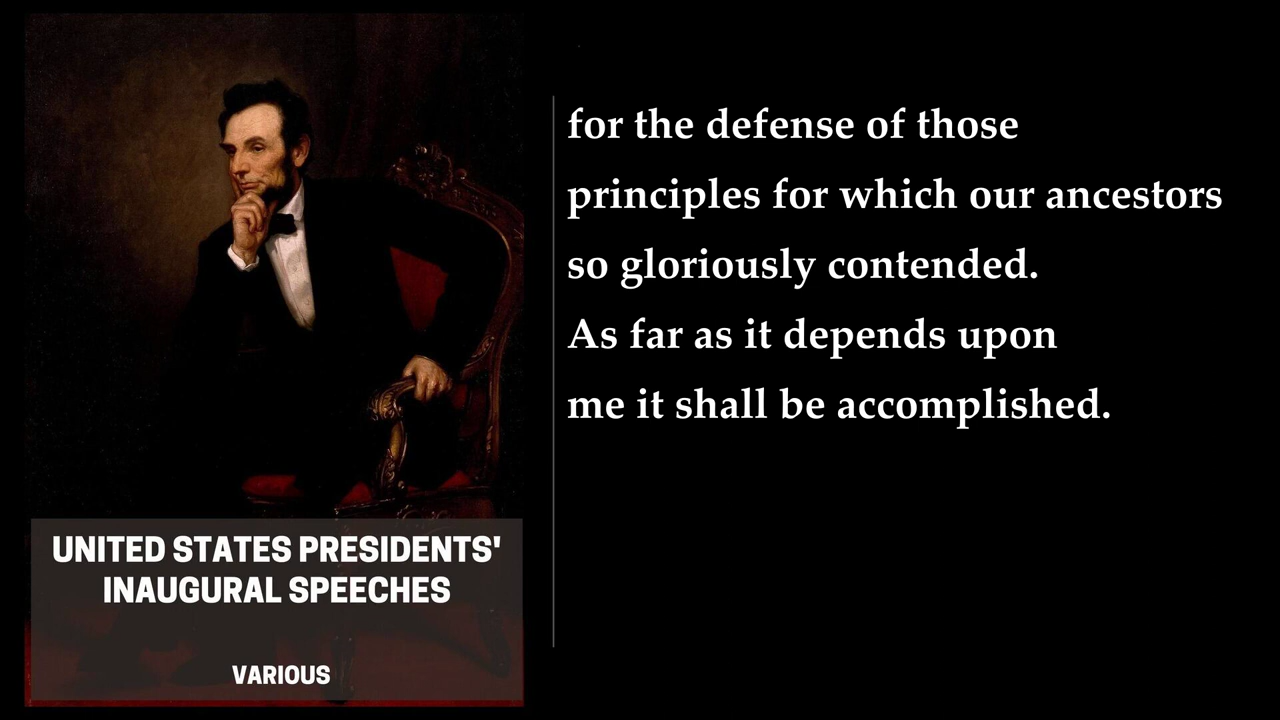 for the defense of those
principles for which our ancestors
so gloriously contended.
As far as it depends upon
me it shall be accomplished.
UNITED STATES PRESIDENTS'
INAUGURAL SPEECHES
VARIOUS